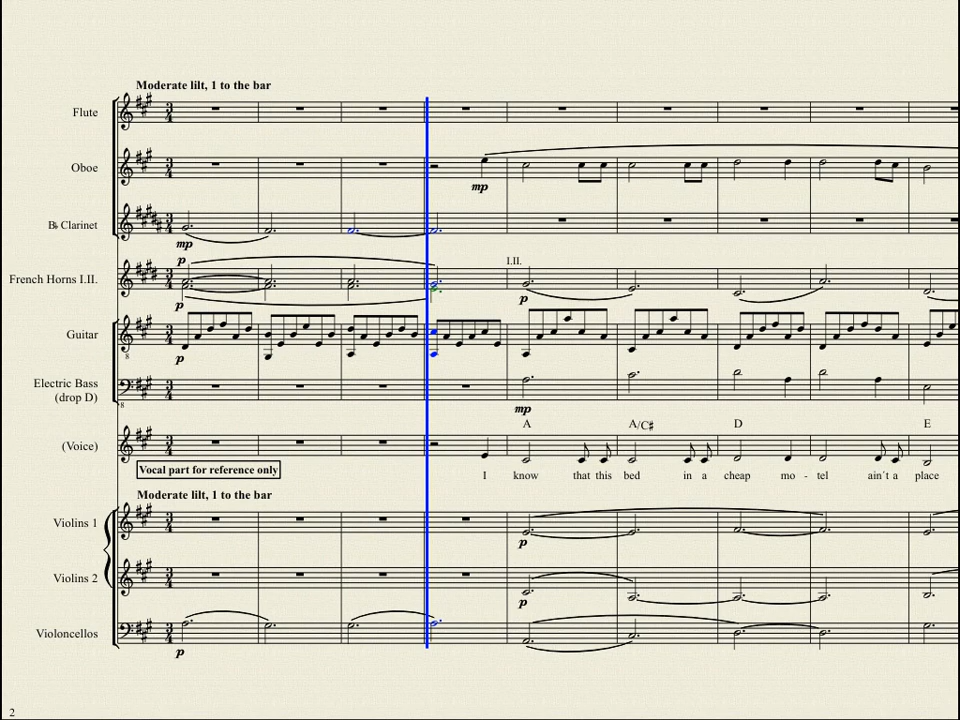 Moderate lilt, 1 to the bar
Flute
Oboe
mp
B♭ Clarinet
mp
p
I.II.
French Horns I.II.
p
p
Guitar
8
p
Electric Bass
(drop D)
8
mp
A A/C♯ D E
(Voice)
Vocal part for reference only
I know that this bed in a cheap mo - tel ain't a place
Moderate lilt, 1 to the bar
Violins 1
p
Violins 2
p
Violoncellos
p
2